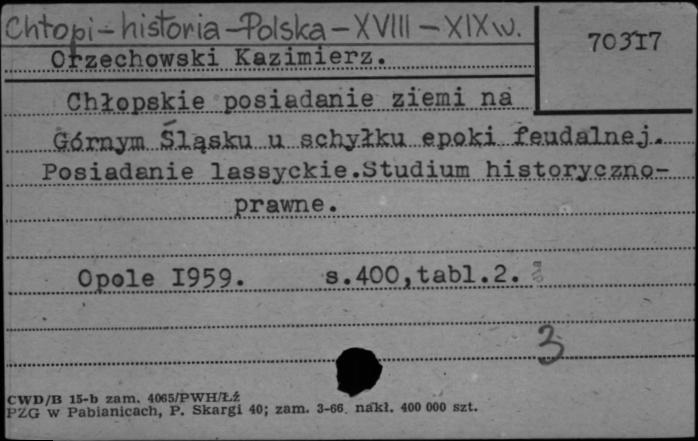 Chłopi - historia - Polska - XVIII - XIX w.
70317
Orzechowski Kazimierz.
Chłopskie posiadanie ziemi na
Górnym Śląsku u schyłku epoki feudalnej.
Posiadanie lassyckie.Studium historyczno-
prawne.
Opole I959.   s.400,tabl.2.
3
CWD/B 15-b zam. 4065/PWH/Łź
PZG w Pabianicach, P. Skargi 40; zam. 3-66. nakł. 400 000 szt.